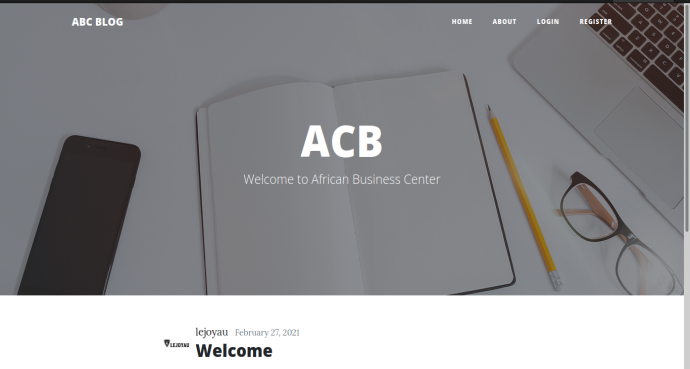 ABC BLOG
HOME ABOUT LOGIN REGISTER
ACB
Welcome to African Business Center
lejoyau February 27, 2021
LEJOYAU
Welcome